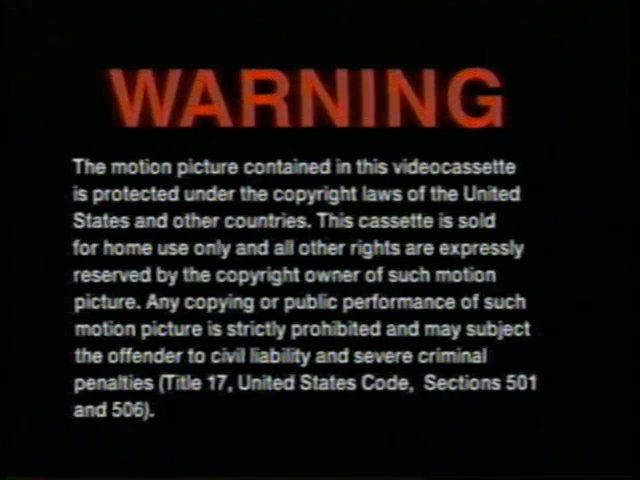 WARNING
The motion picture contained in this videocassette
is protected under the copyright laws of the United
States and other countries. This cassette is sold
for home use only and all other rights are expressly
reserved by the copyright owner of such motion
picture. Any copying or public performance of such
motion picture is strictly prohibited and may subject
the offender to civil liability and severe criminal
penalties (Title 17, United States Code, Sections 501
and 506).